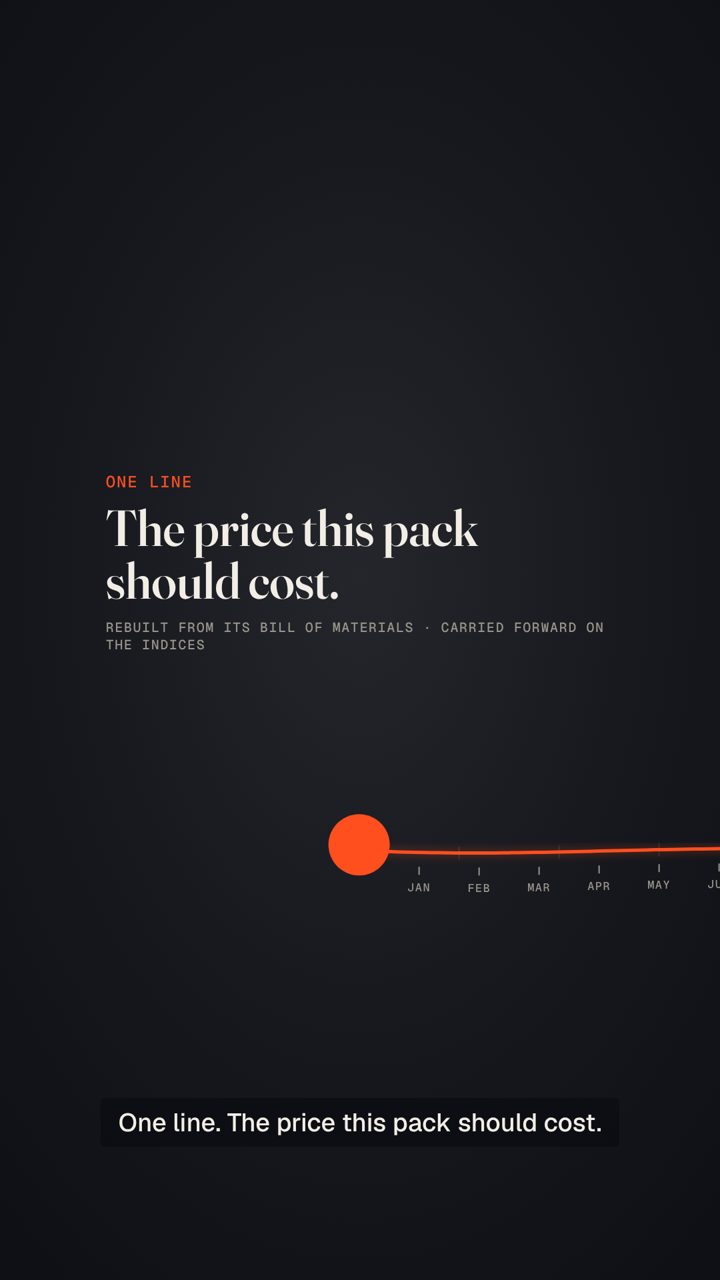 ONE LINE
The price this pack
should cost.
REBUILT FROM ITS BILL OF MATERIALS · CARRIED FORWARD ON
THE INDICES
JAN FEB MAR APR MAY JU
One line. The price this pack should cost.